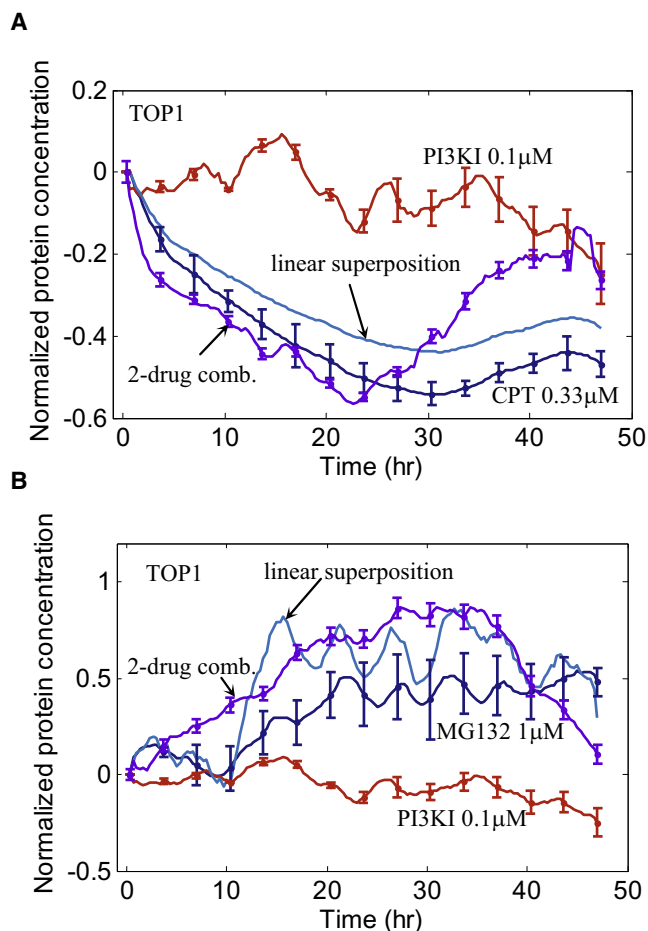 A
Normalized protein concentration
0.2
0
-0.2
-0.4
-0.6
TOP1
PI3KI 0.1μM
linear superposition
2-drug comb.
CPT 0.33μM
0 10 20 30 40 50
Time (hr)
B
Normalized protein concentration
1
0.5
0
-0.5
TOP1
linear superposition
2-drug comb.
MG132 1μM
PI3KI 0.1μM
0 10 20 30 40 50
Time (hr)